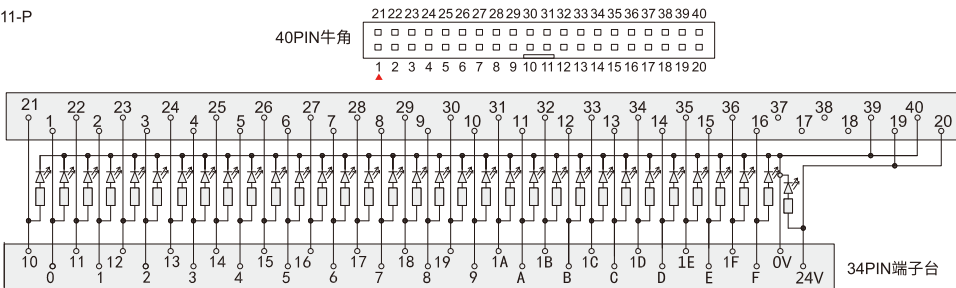 11-P
21 22 23 24 25 26 27 28 29 30 31 32 33 34 35 36 37 38 39 40
40PIN牛角
1 2 3 4 5 6 7 8 9 10 11 12 13 14 15 16 17 18 19 20
21 22 23 24 25 26 27 28 29 30 31 32 33 34 35 36 37 38 39 40
1 2 3 4 5 6 7 8 9 10 11 12 13 14 15 16 17 18 19 20
10 11 12 13 14 15 16 17 18 19 1A 1B 1C 1D 1E 1F 0V
0 1 2 3 4 5 6 7 8 9 A B C D E F 24V
34PIN端子台